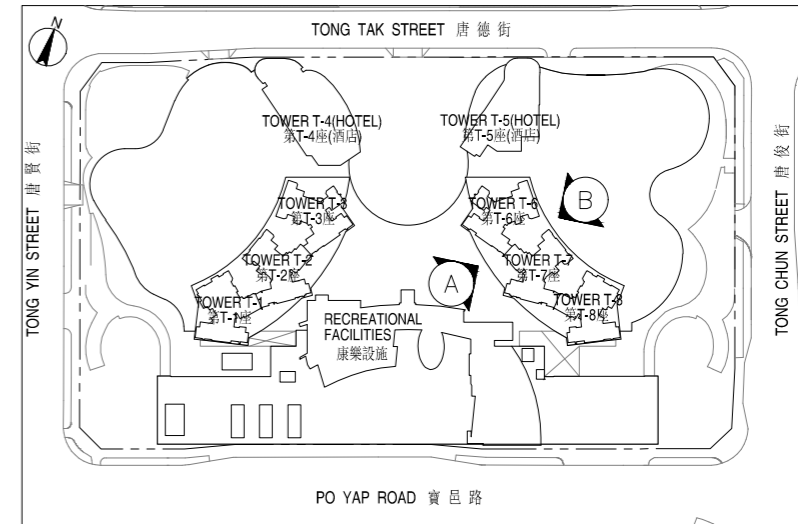 N
TONG TAK STREET 唐德街
TOWER T-4(HOTEL)
第T-4座(酒店)
TOWER T-5(HOTEL)
第T-5座(酒店)
TONG YIN STREET 唐賢街
TONG CHUN STREET 唐俊街
TOWER T-3
第T-3座
TOWER T-6
第T-6座
B
TOWER T-2
第T-2座
TOWER T-7
第T-7座
A
TOWER T-1
第T-1座
TOWER T-8
第T-8座
RECREATIONAL
FACILITIES
康樂設施
PO YAP ROAD 寶邑路